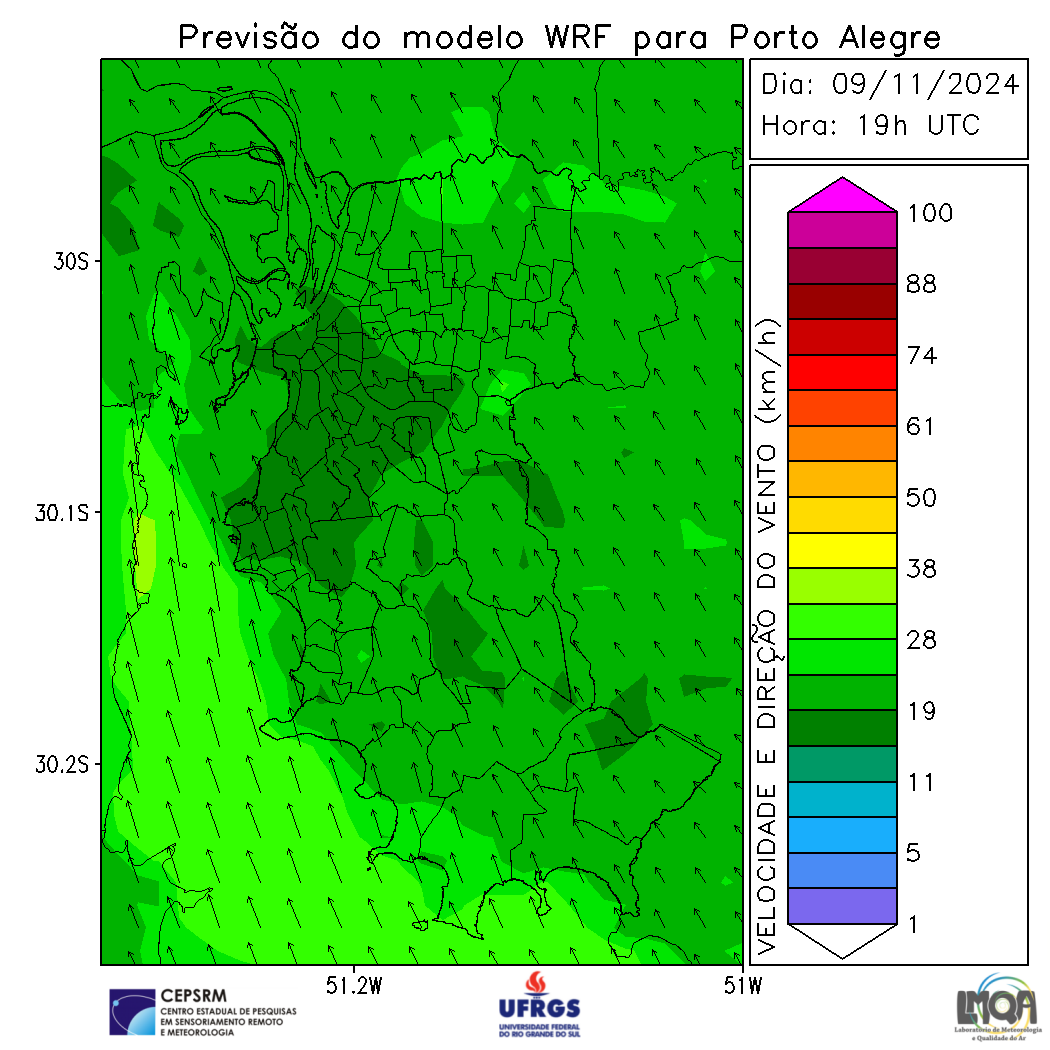 Previsão do modelo WRF para Porto Alegre
Dia: 09/11/2024
Hora: 19h UTC
30S
30.1S
30.2S
51.2W
51W
VELOCIDADE E DIREÇÃO DO VENTO (km/h)
100
88
74
61
50
38
28
19
11
5
1
CEPSRM
CENTRO ESTADUAL DE PESQUISAS
EM SENSORIAMENTO REMOTO
E METEOROLOGIA
UFRGS
UNIVERSIDADE FEDERAL
DO RIO GRANDE DO SUL
LMQA
Laboratório de Meteorologia
e Qualidade do Ar